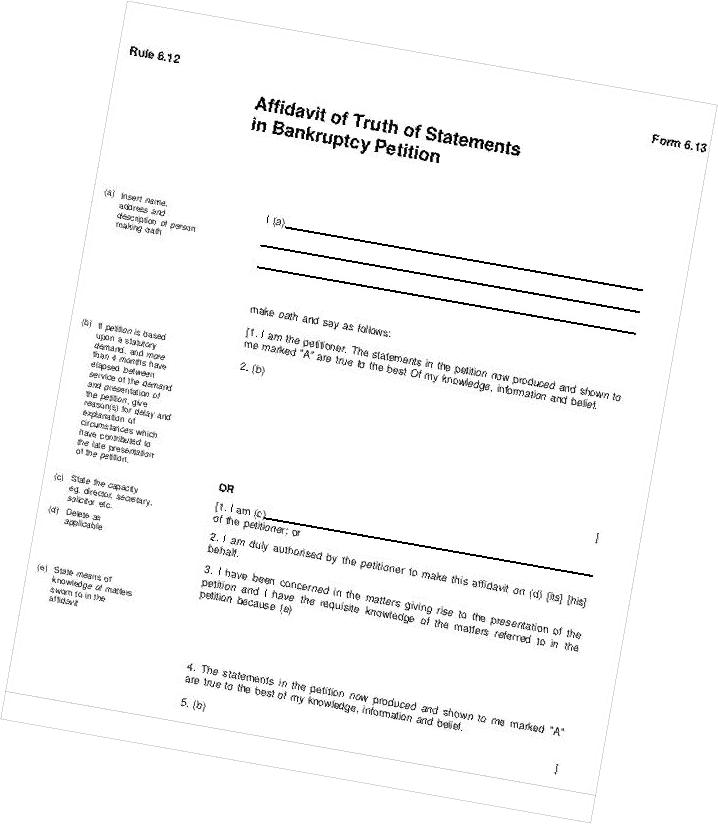 Rule 6.12
Form 6.13
Affidavit of Truth of Statements
in Bankruptcy Petition
(a) Insert name,
address and
description of person
making oath
I (a)
make oath and say as follows:
(b) If petition is based
upon a statutory
demand, and more
than 4 months have
elapsed between
service of the demand
and presentation of
the petition, give
reason(s) for delay and
explanation of
circumstances which
have contributed to
the late presentation
of the petition.
[1. I am the petitioner. The statements in the petition now produced and shown to
me marked "A" are true to the best Of my knowledge, information and belief.
2. (b)
]
OR
(c) State the capacity
eg. director, secretary,
solicitor etc.
[1. I am (c)
of the petitioner; or
(d) Delete as
applicable
2. I am duly authorised by the petitioner to make this affidavit on (d) [its] [his]
behalf.
(e) State means of
knowledge of matters
sworn to in the
affidavit
3. I have been concerned in the matters giving rise to the presentation of the
petition and I have the requisite knowledge of the matters referred to in the
petition because (e)
4. The statements in the petition now produced and shown to me marked "A"
are true to the best of my knowledge, information and belief.
5. (b)
]